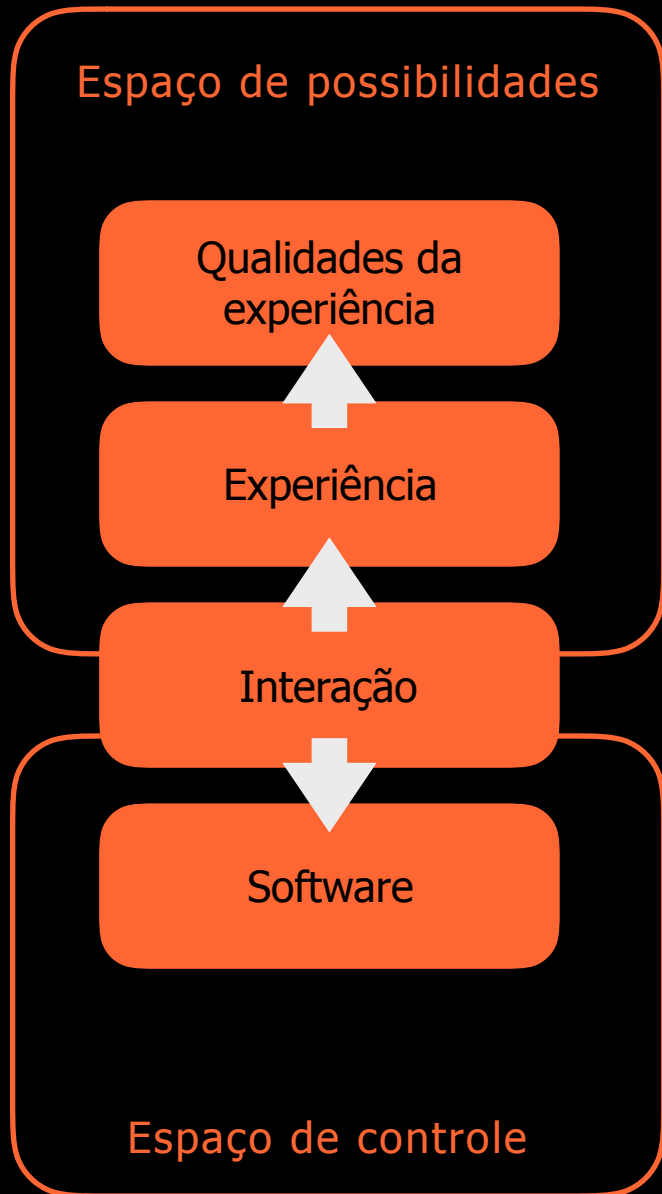 Espaço de possibilidades
Qualidades da
experiência
Experiência
Interação
Software
Espaço de controle